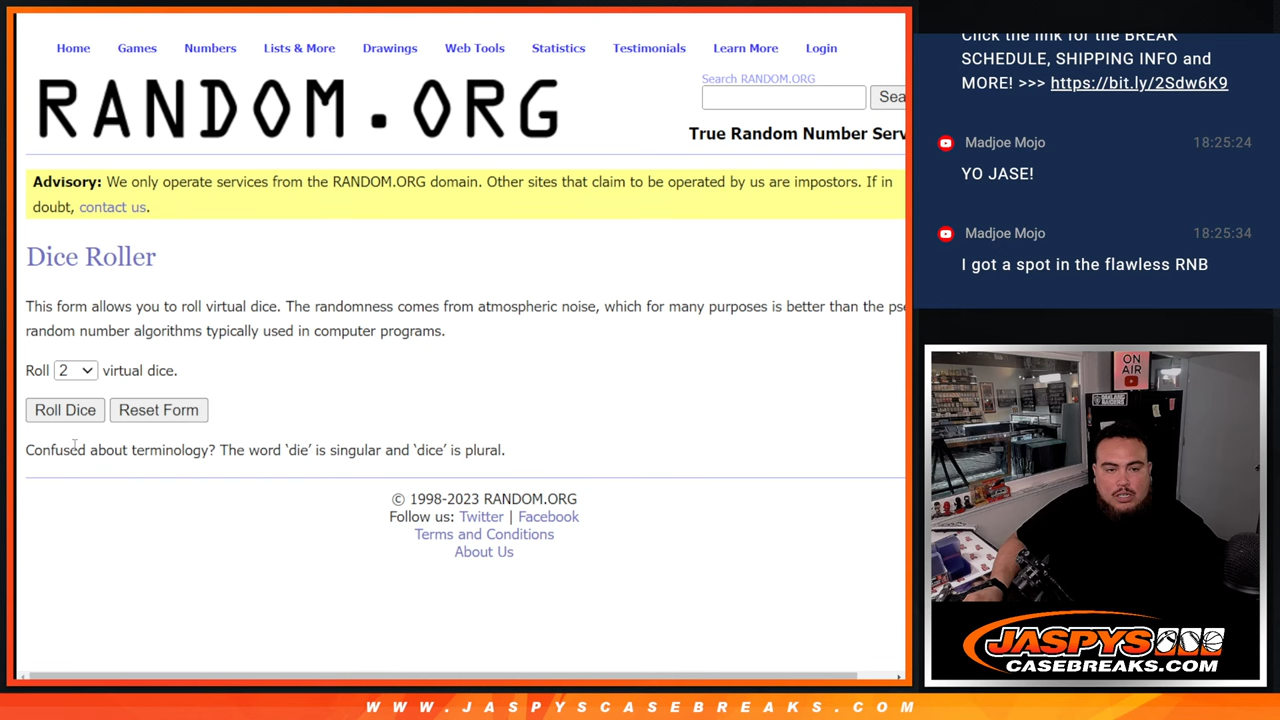 Home Games Numbers Lists & More Drawings Web Tools Statistics Testimonials Learn More Login
RANDOM.ORG
Search RANDOM.ORG
Sea
True Random Number Serv
Advisory: We only operate services from the RANDOM.ORG domain. Other sites that claim to be operated by us are impostors. If in
doubt, contact us.
Dice Roller
This form allows you to roll virtual dice. The randomness comes from atmospheric noise, which for many purposes is better than the pse
random number algorithms typically used in computer programs.
Roll 2 virtual dice.
Roll Dice Reset Form
Confused about terminology? The word ‘die’ is singular and ‘dice’ is plural.
© 1998-2023 RANDOM.ORG
Follow us: Twitter | Facebook
Terms and Conditions
About Us
Click the link for the BREAK
SCHEDULE, SHIPPING INFO and
MORE! >>> https://bit.ly/2Sdw6K9
Madjoe Mojo 18:25:24
YO JASE!
Madjoe Mojo 18:25:34
I got a spot in the flawless RNB
ON
AIR
JASPYS
CASEBREAKS.COM
WWW.JASPYSCASEBREAKS.COM